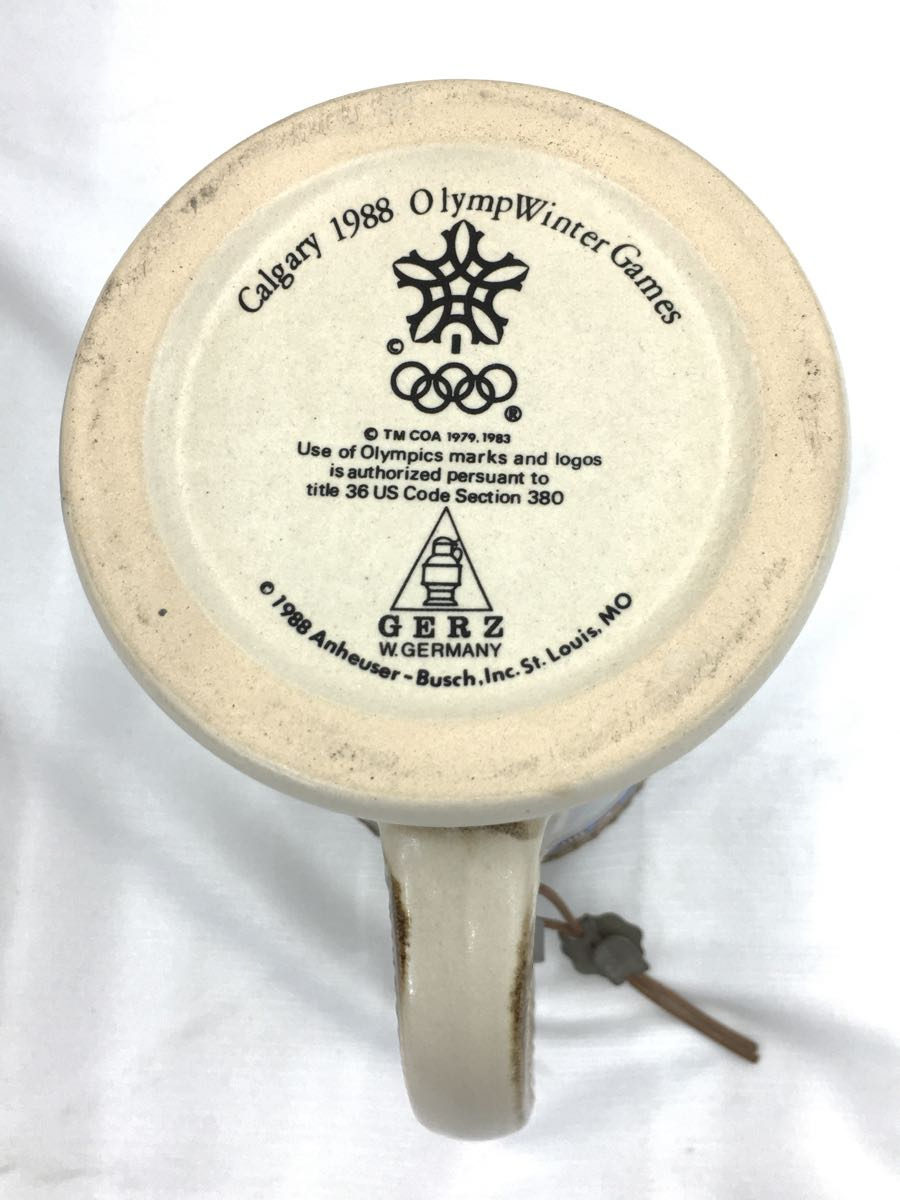 Calgary 1988 OlympWinter Games
©
®
© TM COA 1979, 1983
Use of Olympics marks and logos
is authorized persuant to
title 36 US Code Section 380
GERZ
W. GERMANY
© 1988 Anheuser-Busch, Inc. St. Louis, MO